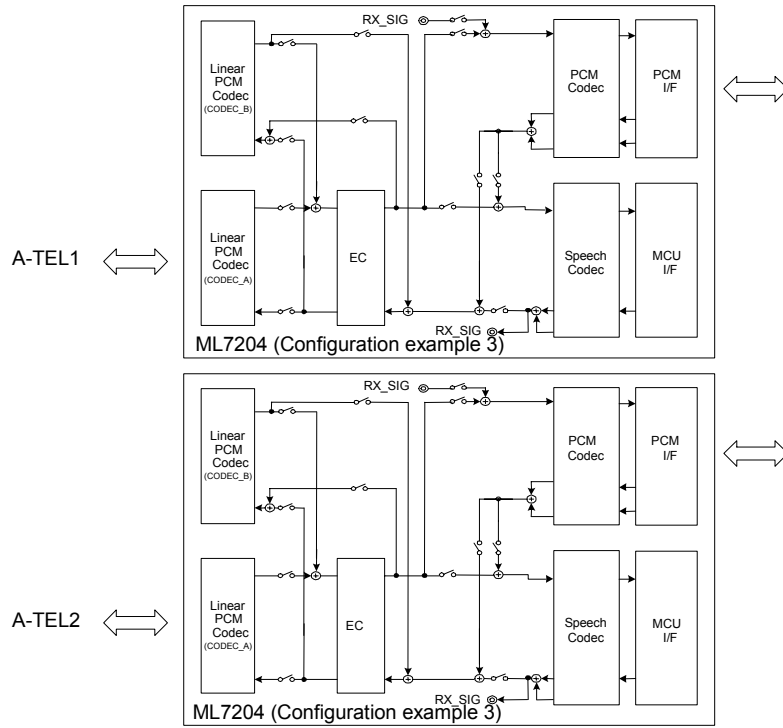 RX_SIG
Linear
PCM
Codec
(CODEC_B)
PCM
Codec
PCM
I/F
A-TEL1
Linear
PCM
Codec
(CODEC_A)
EC
Speech
Codec
MCU
I/F
RX_SIG
ML7204 (Configuration example 3)
RX_SIG
Linear
PCM
Codec
(CODEC_B)
PCM
Codec
PCM
I/F
A-TEL2
Linear
PCM
Codec
(CODEC_A)
EC
Speech
Codec
MCU
I/F
RX_SIG
ML7204 (Configuration example 3)